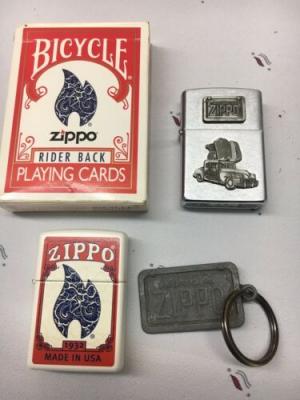 BICYCLE
zippo
RIDER BACK
PLAYING CARDS
ZIPPO
ZIPPO
1932
MADE IN USA
Zippo